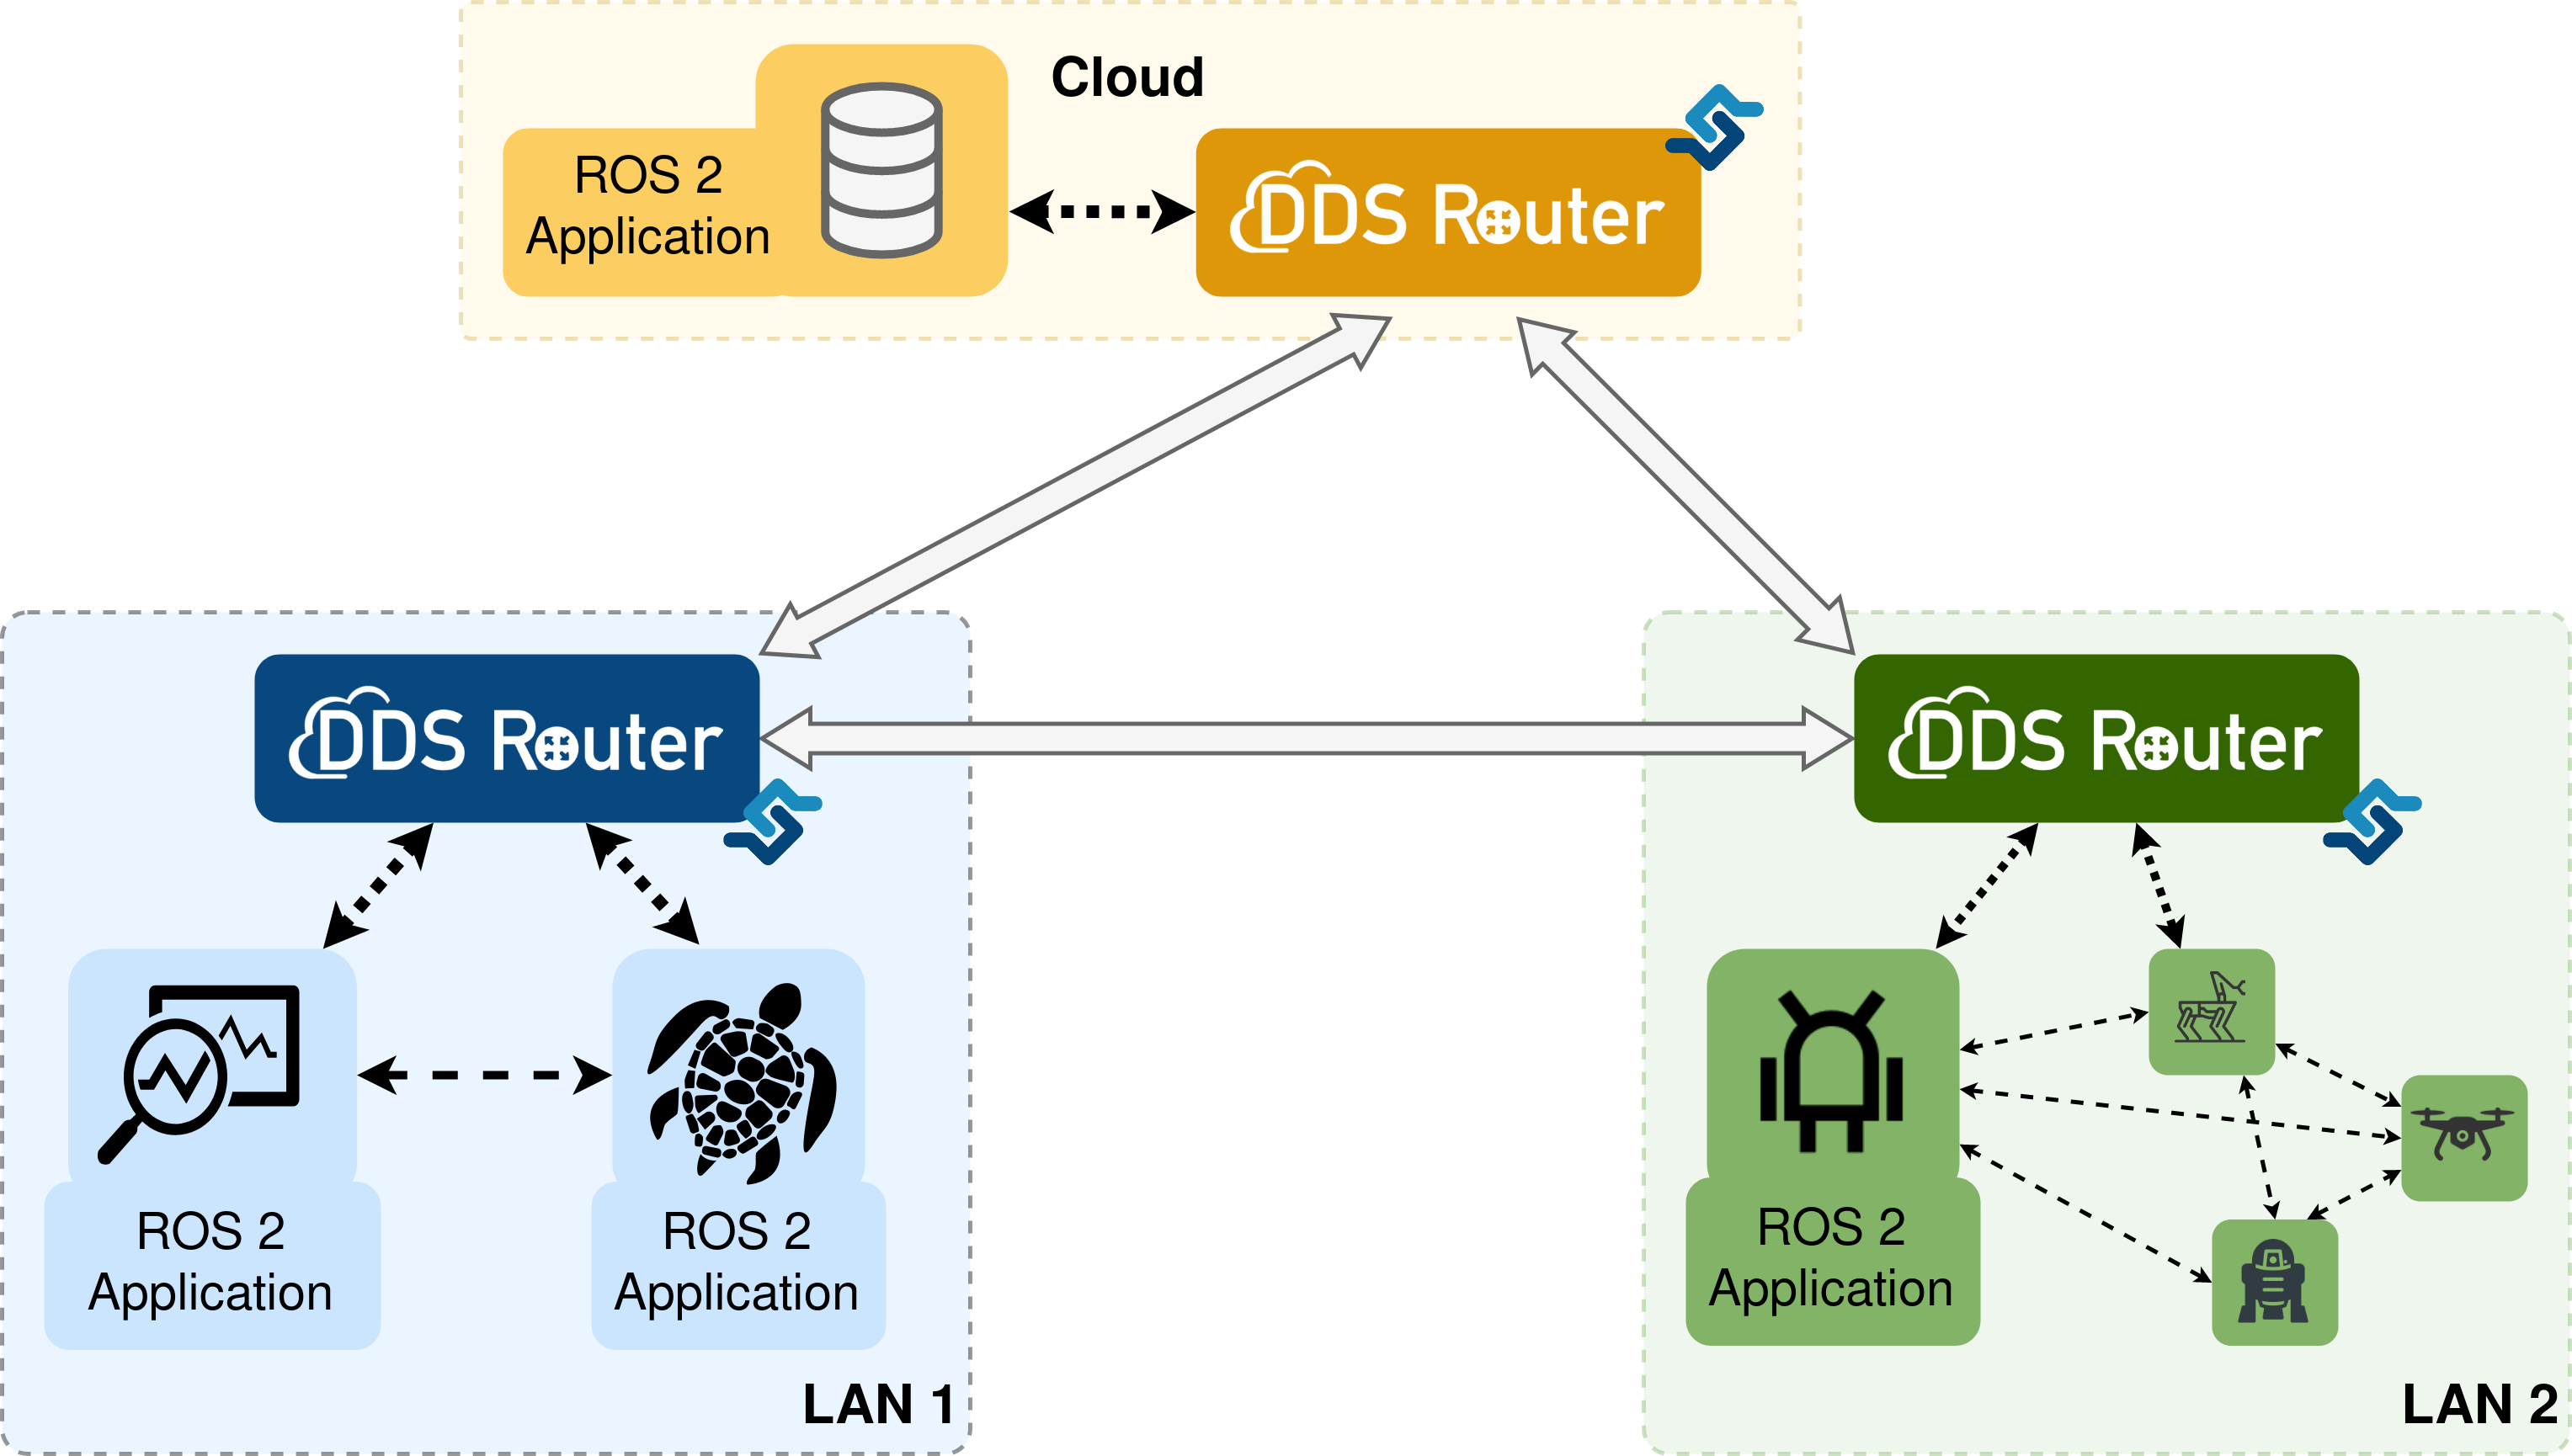 Cloud
ROS 2
Application
DDS Router
DDS Router
DDS Router
ROS 2
Application
ROS 2
Application
ROS 2
Application
LAN 1
LAN 2